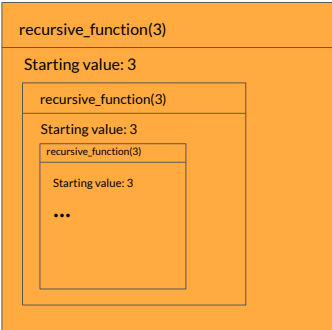 recursive_function(3)
Starting value: 3
recursive_function(3)
Starting value: 3
recursive_function(3)
Starting value: 3
...